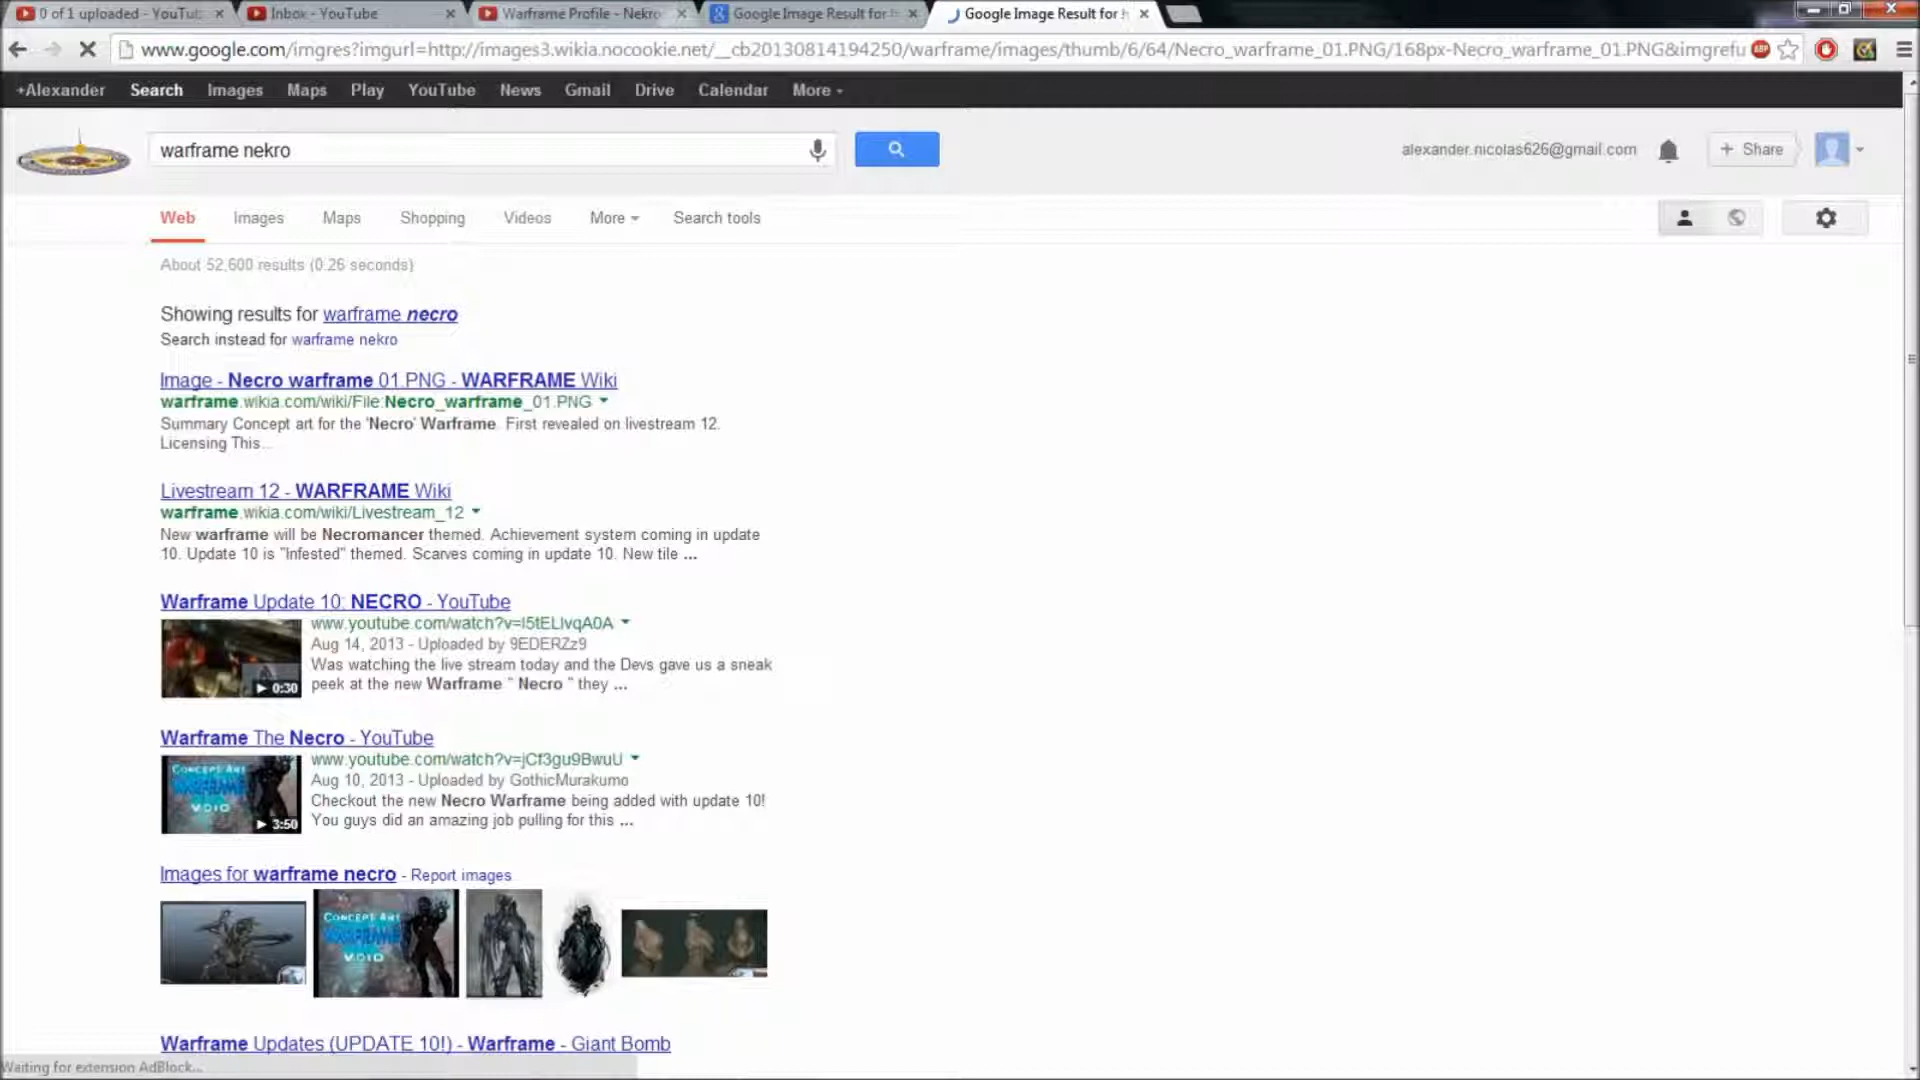 0 of 1 uploaded - YouTub
Inbox - YouTube
Warframe Profile - Nekro
Google Image Result for
Google Image Result for
www.google.com/imgres?imgurl=http://images3.wikia.nocookie.net/__cb20130814194250/warframe/images/thumb/6/64/Necro_warframe_01.PNG/168px-Necro_warframe_01.PNG&imgrefu
ABP
+Alexander Search Images Maps Play YouTube News Gmail Drive Calendar More
warframe nekro
alexander.nicolas626@gmail.com
+ Share
Web Images Maps Shopping Videos More Search tools
About 52,600 results (0.26 seconds)
Showing results for warframe necro
Search instead for warframe nekro
Image - Necro warframe 01.PNG - WARFRAME Wiki
warframe.wikia.com/wiki/File:Necro_warframe_01.PNG
Summary Concept art for the 'Necro' Warframe. First revealed on livestream 12.
Licensing This...
Livestream 12 - WARFRAME Wiki
warframe.wikia.com/wiki/Livestream_12
New warframe will be Necromancer themed. Achievement system coming in update
10. Update 10 is "Infested" themed. Scarves coming in update 10. New tile ...
Warframe Update 10: NECRO - YouTube
www.youtube.com/watch?v=I5tELIvqA0A
Aug 14, 2013 - Uploaded by 9EDERZz9
Was watching the live stream today and the Devs gave us a sneak
peek at the new Warframe " Necro " they ...
0:30
Warframe The Necro - YouTube
www.youtube.com/watch?v=jCf3gu9BwuU
Aug 10, 2013 - Uploaded by GothicMurakumo
Checkout the new Necro Warframe being added with update 10!
You guys did an amazing job pulling for this ...
CONCEPT ART
WARFRAME
VOID
3:50
Images for warframe necro - Report images
CONCEPT ART
WARFRAME
VOID
Warframe Updates (UPDATE 10!) - Warframe - Giant Bomb
Waiting for extension AdBlock...